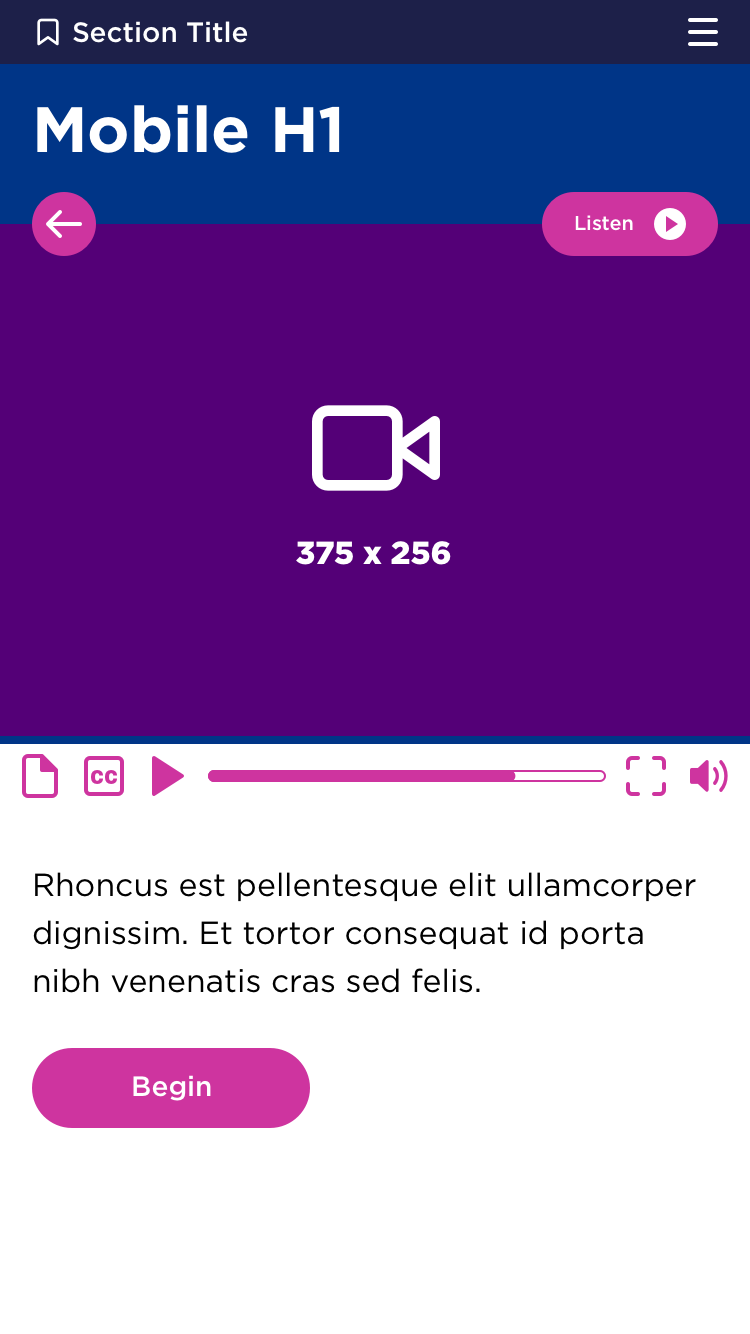 Section Title
Mobile H1
Listen
375 x 256
CC
Rhoncus est pellentesque elit ullamcorper
dignissim. Et tortor consequat id porta
nibh venenatis cras sed felis.
Begin